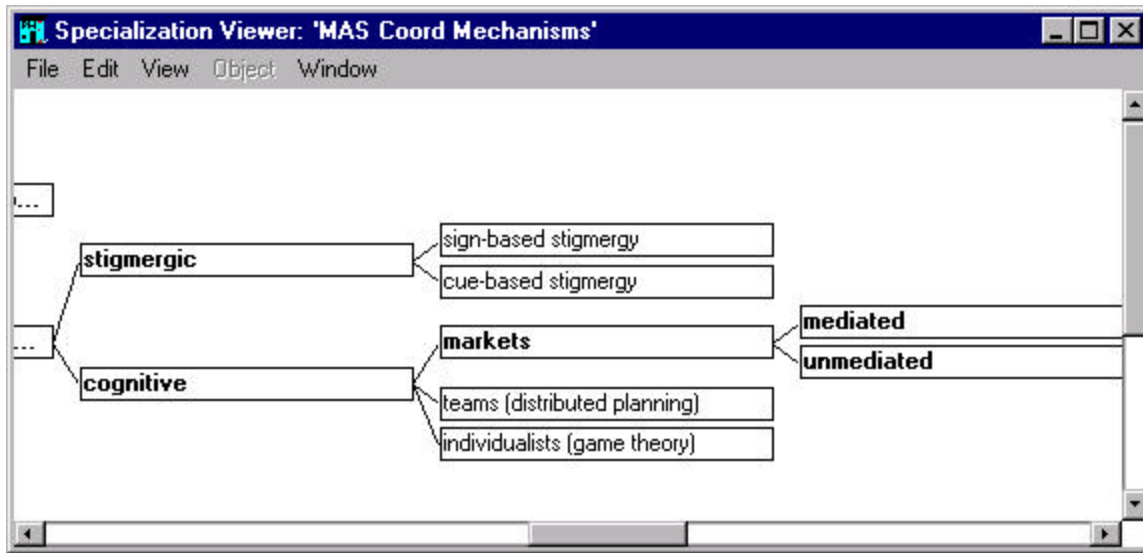 Specialization Viewer: 'MAS Coord Mechanisms'
File Edit View Object Window
...
stigmergic
sign-based stigmergy
cue-based stigmergy
...
cognitive
markets
mediated
unmediated
teams (distributed planning)
individualists (game theory)